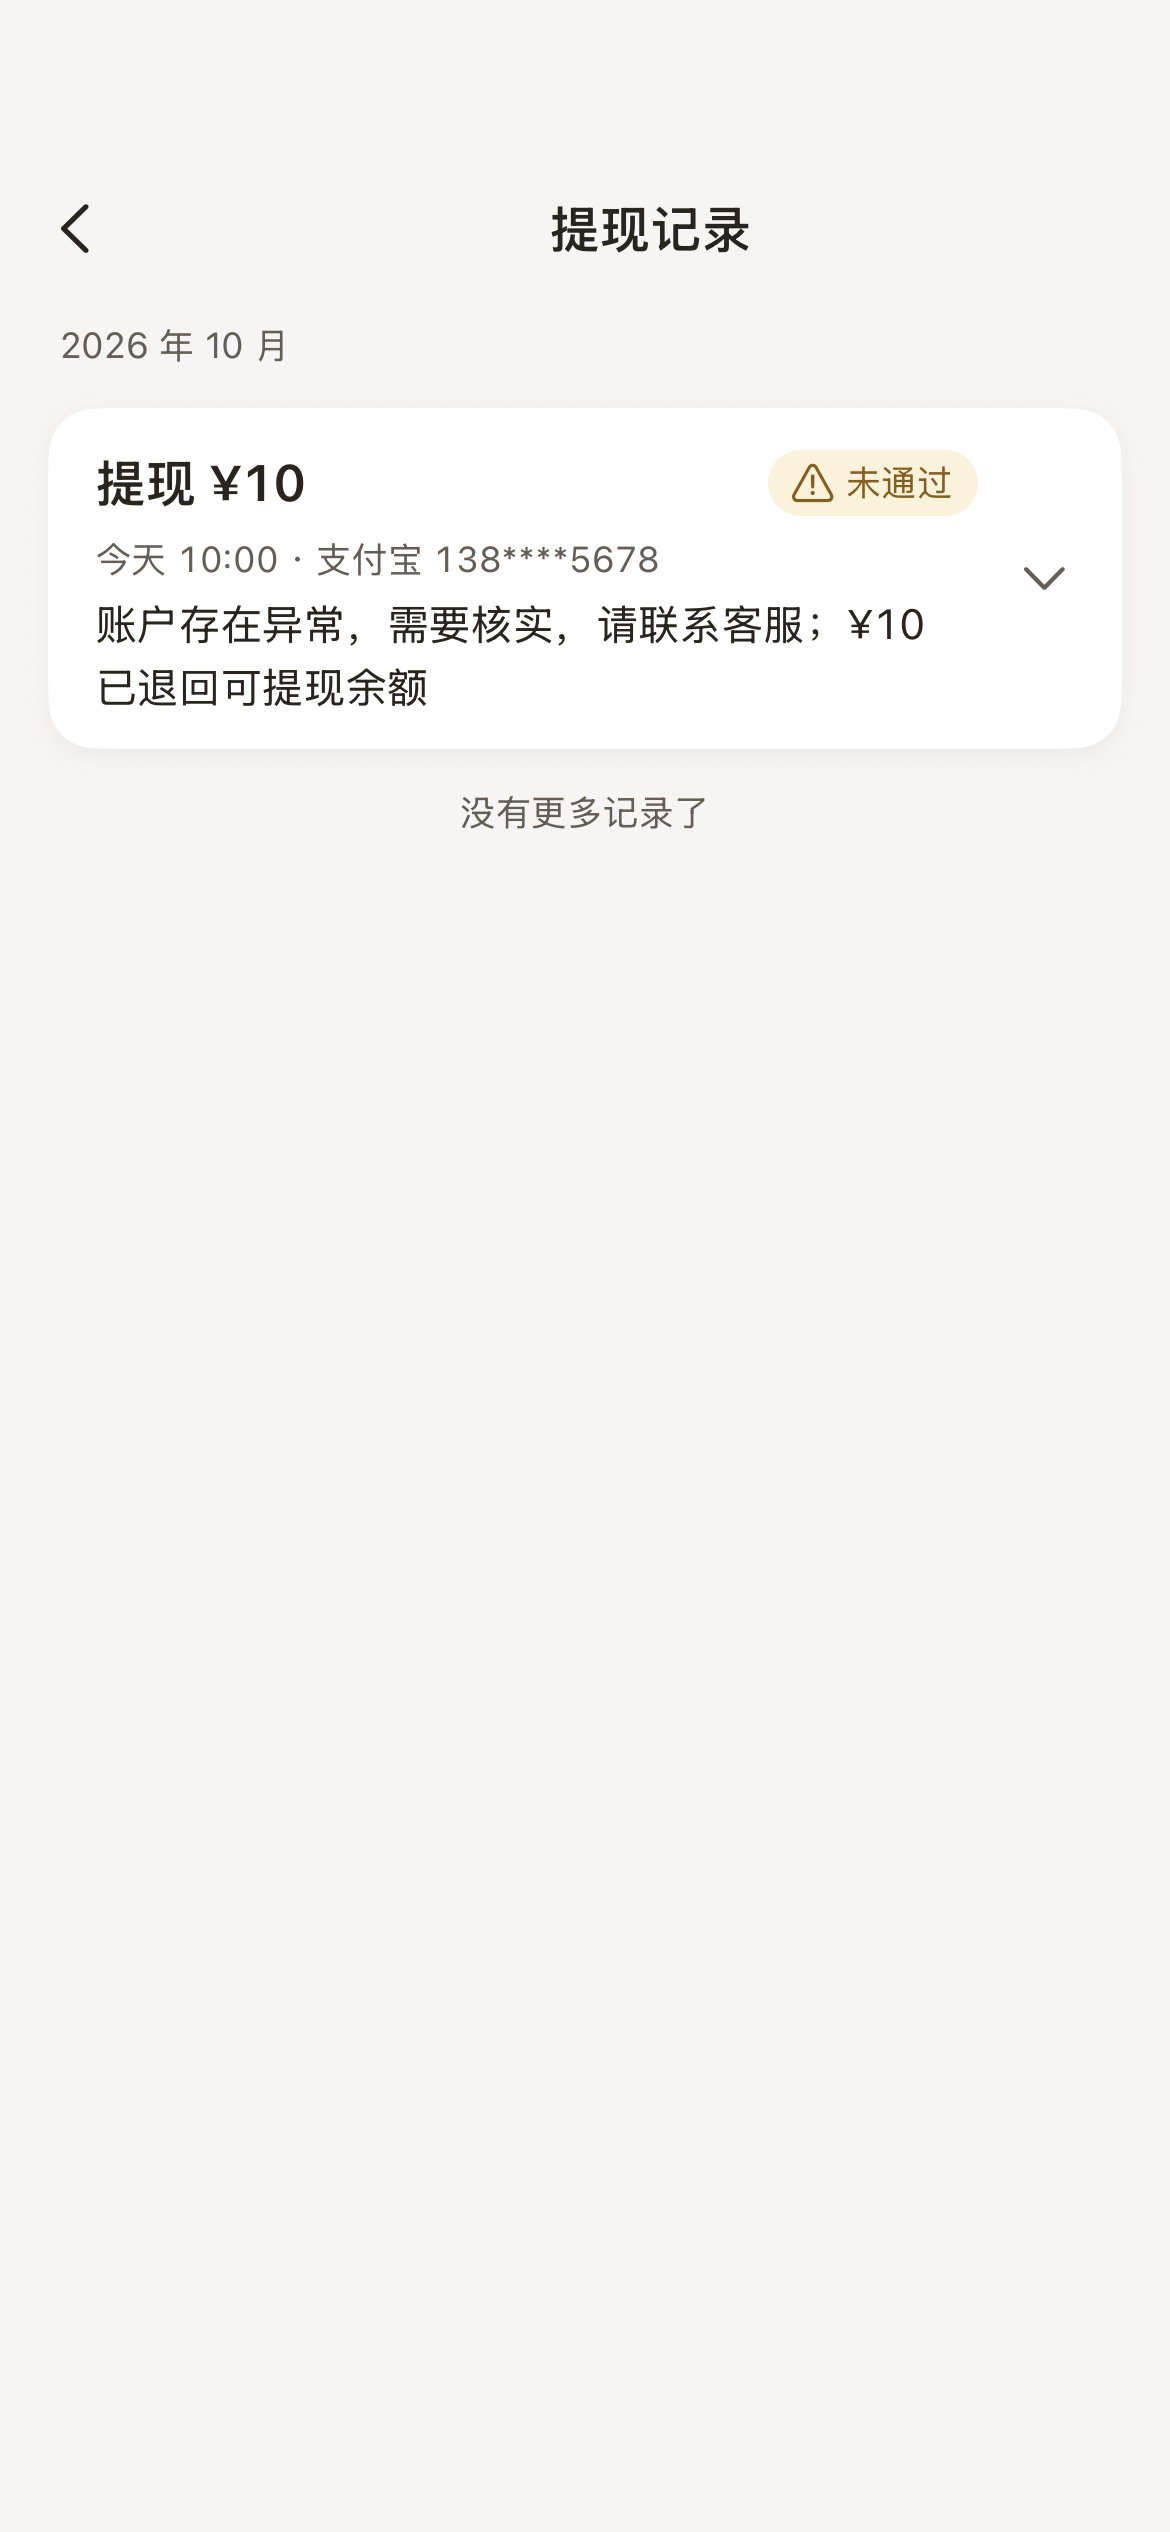 提现记录
2026 年 10 月
提现 ¥10
未通过
今天 10:00 · 支付宝 138****5678
账户存在异常，需要核实，请联系客服；¥10
已退回可提现余额
没有更多记录了